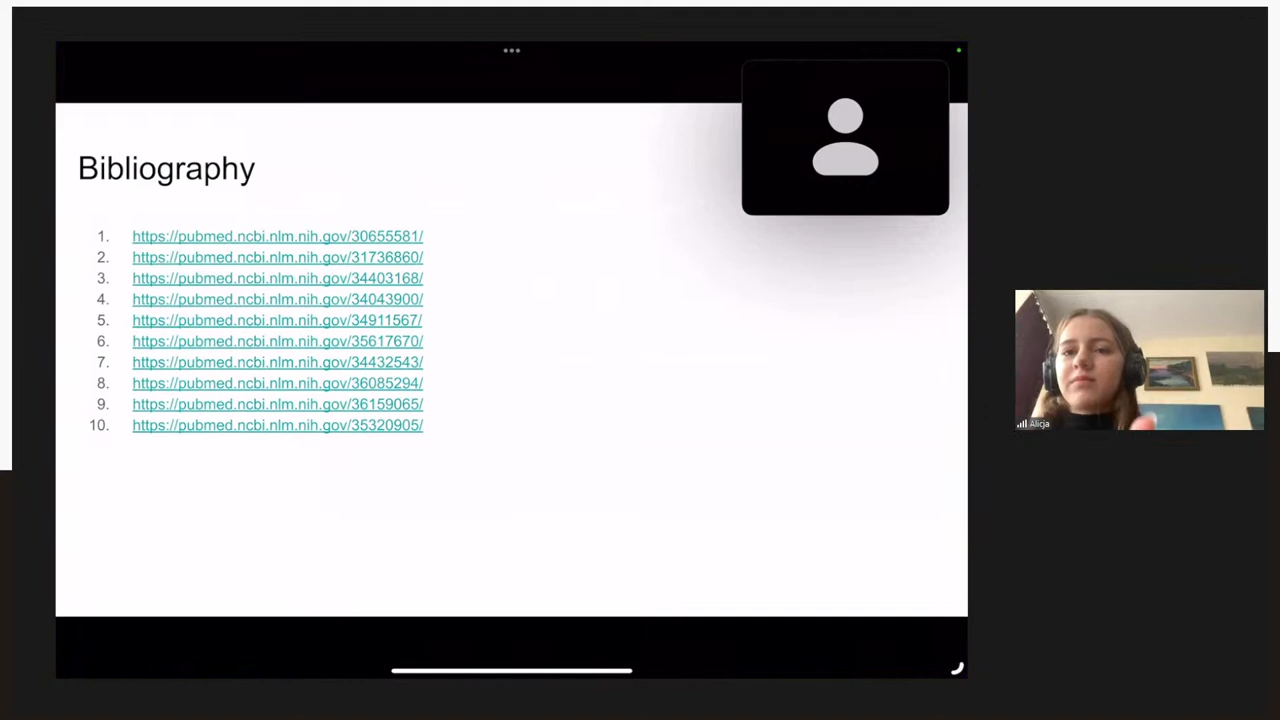 Bibliography
1. https://pubmed.ncbi.nlm.nih.gov/30655581/
2. https://pubmed.ncbi.nlm.nih.gov/31736860/
3. https://pubmed.ncbi.nlm.nih.gov/34403168/
4. https://pubmed.ncbi.nlm.nih.gov/34043900/
5. https://pubmed.ncbi.nlm.nih.gov/34911567/
6. https://pubmed.ncbi.nlm.nih.gov/35617670/
7. https://pubmed.ncbi.nlm.nih.gov/34432543/
8. https://pubmed.ncbi.nlm.nih.gov/36085294/
9. https://pubmed.ncbi.nlm.nih.gov/36159065/
10. https://pubmed.ncbi.nlm.nih.gov/35320905/
Alicja